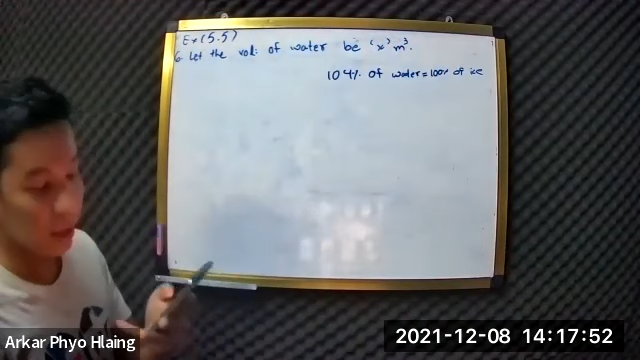 Ex (5.5)
6. Let the vol: of water be 'x' m³.
104% of water = 100% of ice
Arkar Phyo Hlaing
2021-12-08 14:17:52